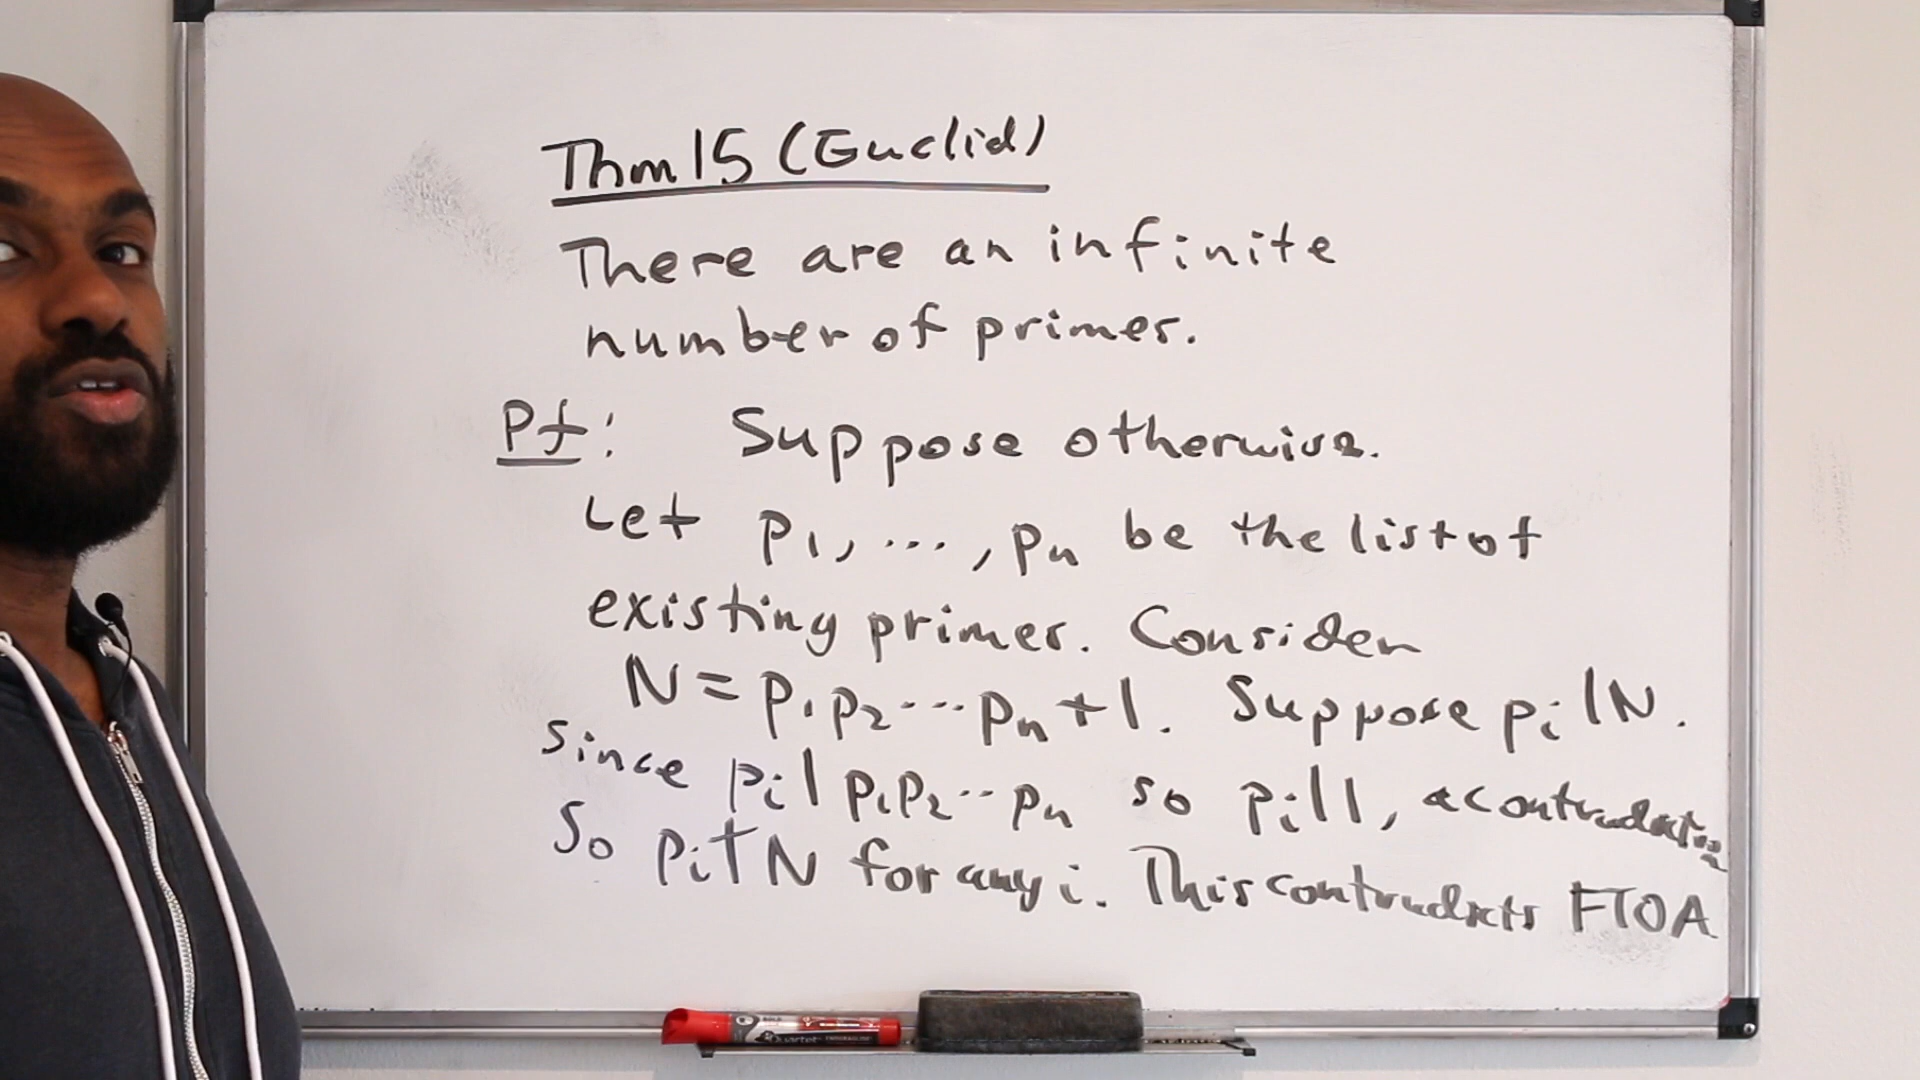 Thm 15 (Euclid)
There are an infinite
number of primes.
Pf: Suppose otherwise.
Let p₁, ..., pₙ be the list of
existing primes. Consider
N = p₁p₂...pₙ + 1. Suppose pᵢ|N.
Since pᵢ|p₁p₂...pₙ so pᵢ|1, a contradiction
So pᵢ∤N for any i. This contradicts FTOA
Quartet